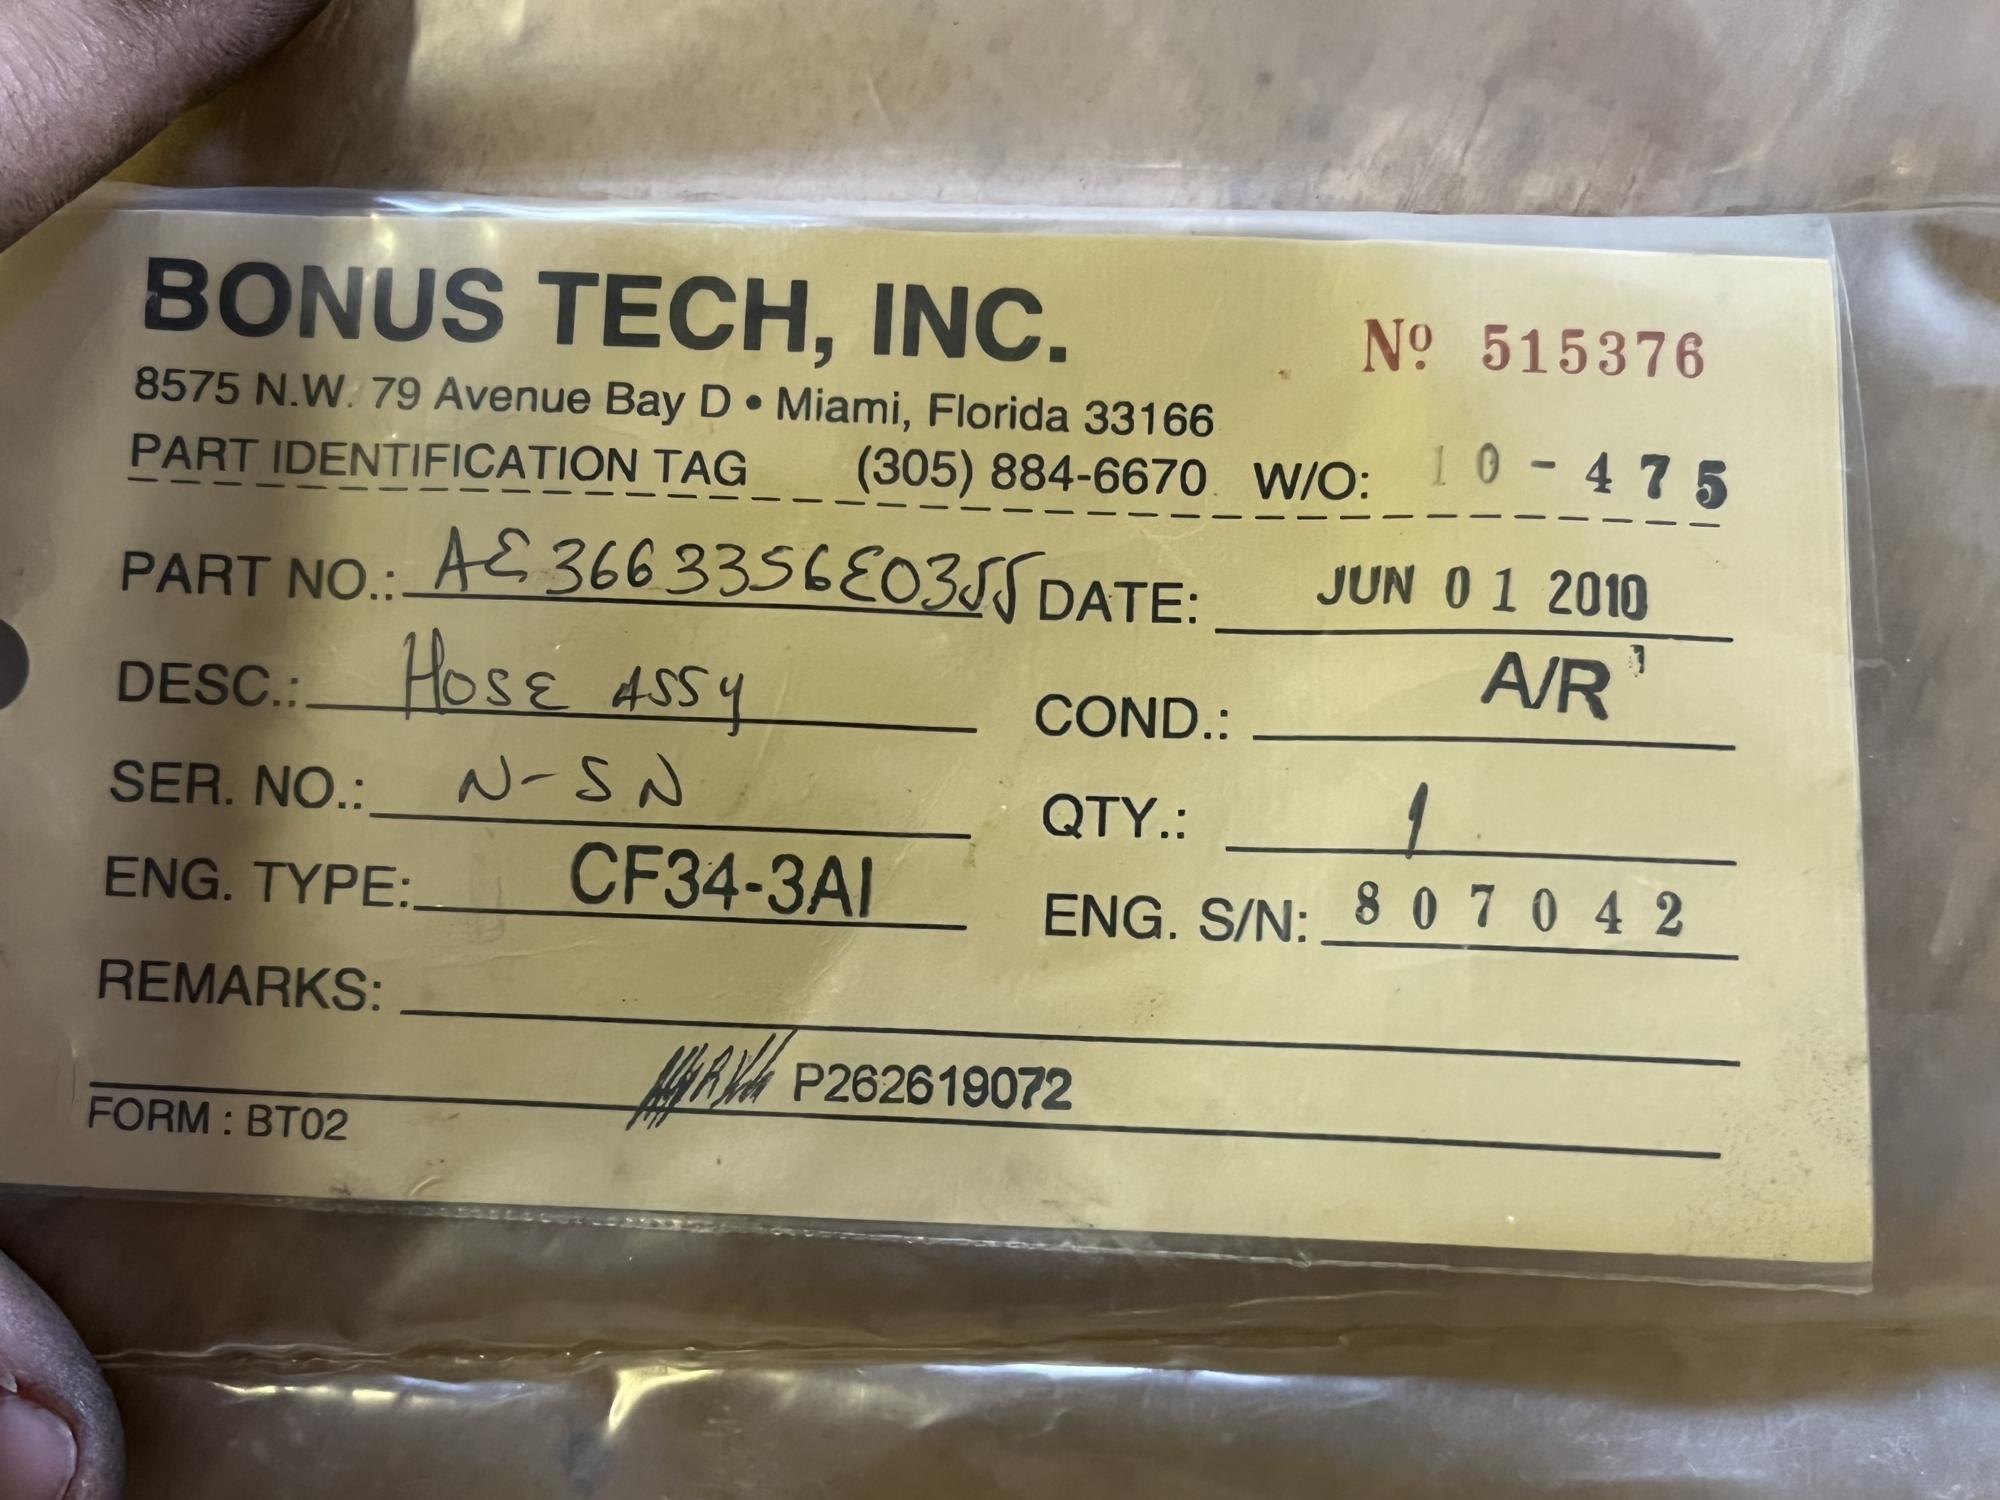 BONUS TECH, INC.
Nº 515376
8575 N.W. 79 Avenue Bay D • Miami, Florida 33166
PART IDENTIFICATION TAG (305) 884-6670 W/O: 10-475
PART NO.: AE3663356E0355 DATE: JUN 01 2010
DESC.: HOSE ASSY COND.: A/R
SER. NO.: N-SN QTY.: 1
ENG. TYPE: CF34-3AI ENG. S/N: 807042
REMARKS:
P262619072
FORM : BT02